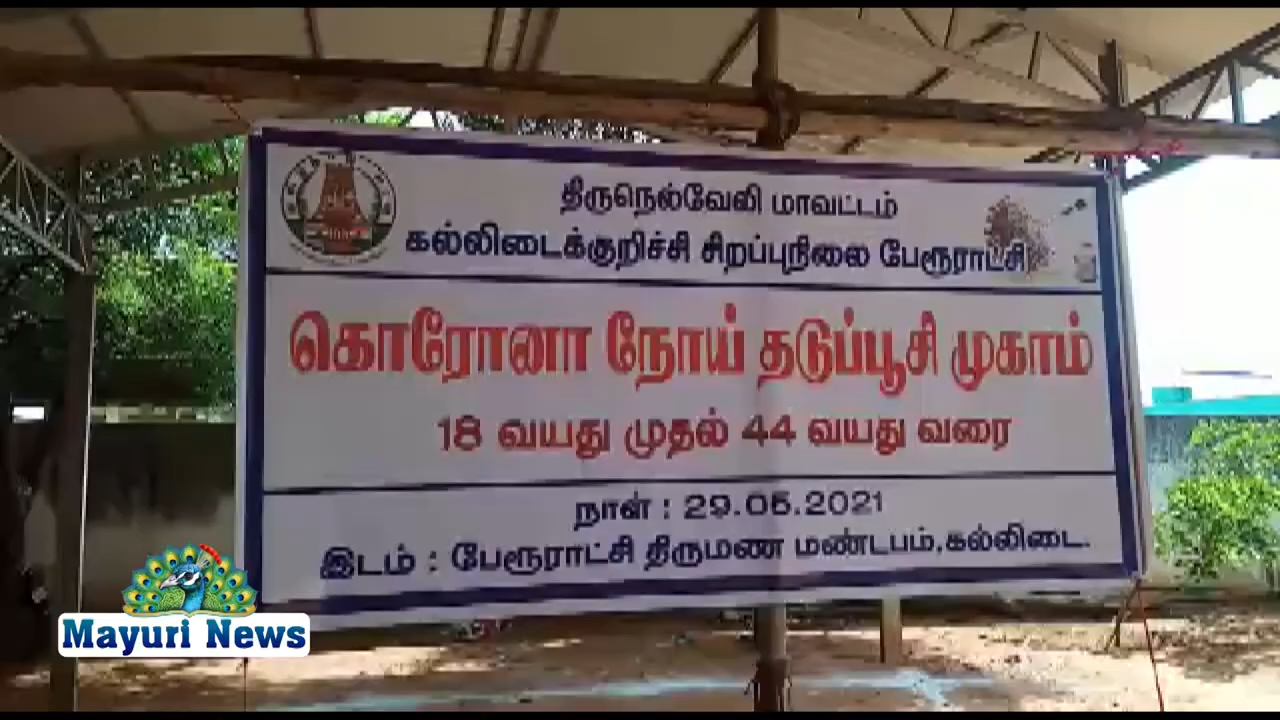 திருநெல்வேலி மாவட்டம்
கல்லிடைக்குறிச்சி சிறப்புநிலை பேரூராட்சி
கொரோனா நோய் தடுப்பூசி முகாம்
18 வயது முதல் 44 வயது வரை
நாள் : 29.05.2021
இடம் : பேரூராட்சி திருமண மண்டபம்,கல்லிடை.
Mayuri News